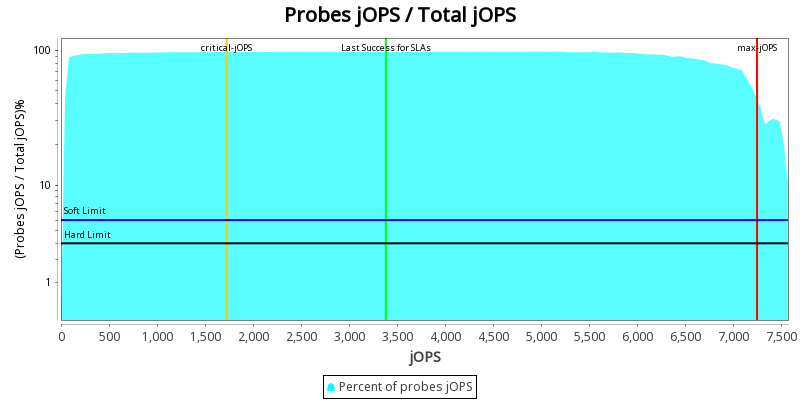 Probes jOPS / Total jOPS
(Probes jOPS / Total jOPS)%
100
10
1
critical-jOPS
Last Success for SLAs
max-jOPS
Soft Limit
Hard Limit
0 500 1,000 1,500 2,000 2,500 3,000 3,500 4,000 4,500 5,000 5,500 6,000 6,500 7,000 7,500
jOPS
Percent of probes jOPS